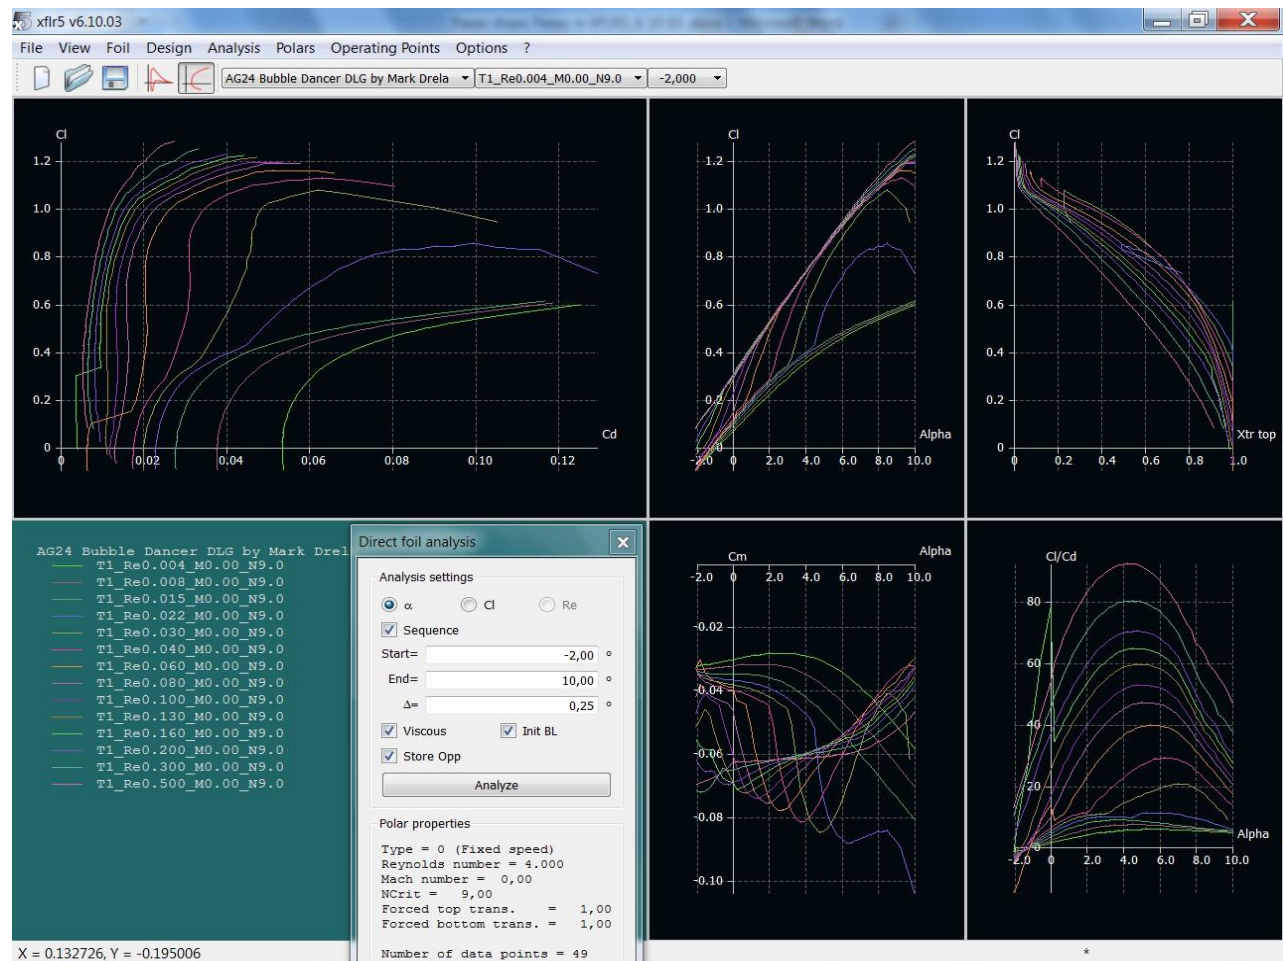 xflr5 v6.10.03
File View Foil Design Analysis Polars Operating Points Options ?
AG24 Bubble Dancer DLG by Mark Drela T1_Re0.004_M0.00_N9.0 -2,000
Cl
1.2
1.0
0.8
0.6
0.4
0.2
0
Cd
0 0.02 0.04 0.06 0.08 0.10 0.12
Cl
1.2
1.0
0.8
0.6
0.4
0.2
0
Alpha
-2.0 0 2.0 4.0 6.0 8.0 10.0
Cl
1.2
1.0
0.8
0.6
0.4
0.2
0
Xtr top
0 0.2 0.4 0.6 0.8 1.0
AG24 Bubble Dancer DLG by Mark Drel
T1_Re0.004_M0.00_N9.0
T1_Re0.008_M0.00_N9.0
T1_Re0.015_M0.00_N9.0
T1_Re0.022_M0.00_N9.0
T1_Re0.030_M0.00_N9.0
T1_Re0.040_M0.00_N9.0
T1_Re0.060_M0.00_N9.0
T1_Re0.080_M0.00_N9.0
T1_Re0.100_M0.00_N9.0
T1_Re0.130_M0.00_N9.0
T1_Re0.160_M0.00_N9.0
T1_Re0.200_M0.00_N9.0
T1_Re0.300_M0.00_N9.0
T1_Re0.500_M0.00_N9.0
Direct foil analysis
Analysis settings
α Cl Re
Sequence
Start= -2,00 °
End= 10,00 °
Δ= 0,25 °
Viscous Init BL
Store Opp
Analyze
Polar properties
Type = 0 (Fixed speed)
Reynolds number = 4.000
Mach number = 0,00
NCrit = 9,00
Forced top trans. = 1,00
Forced bottom trans. = 1,00
Number of data points = 49
Cm
Alpha
-2.0 0 2.0 4.0 6.0 8.0 10.0
-0.02
-0.04
-0.06
-0.08
-0.10
Cl/Cd
80
60
40
20
0
Alpha
-2.0 0 2.0 4.0 6.0 8.0 10.0
X = 0.132726, Y = -0.195006
*